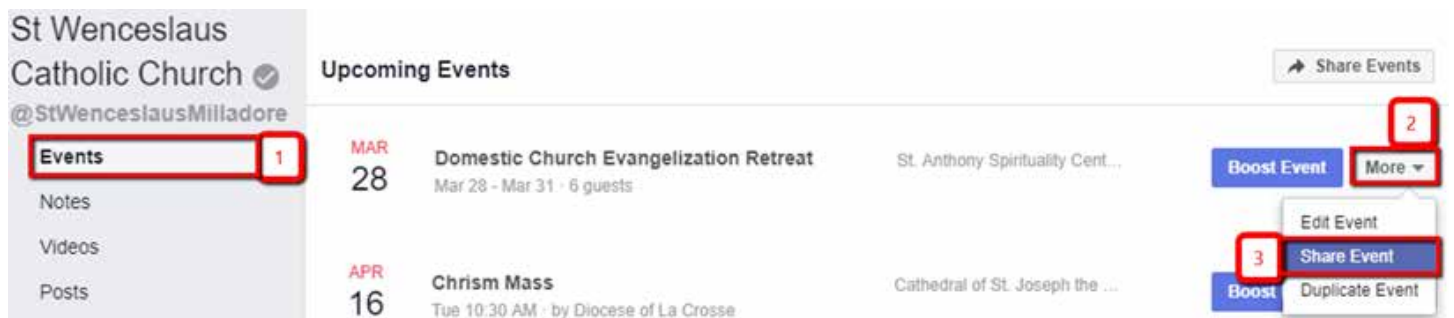 St Wenceslaus
Catholic Church
@StWenceslausMilladore
Events 1
Notes
Videos
Posts
Upcoming Events
Share Events
2
MAR
28
Domestic Church Evangelization Retreat
Mar 28 - Mar 31 · 6 guests
St. Anthony Spirituality Cent...
Boost Event
More
Edit Event
3 Share Event
Duplicate Event
APR
16
Chrism Mass
Tue 10:30 AM · by Diocese of La Crosse
Cathedral of St. Joseph the ...
Boost